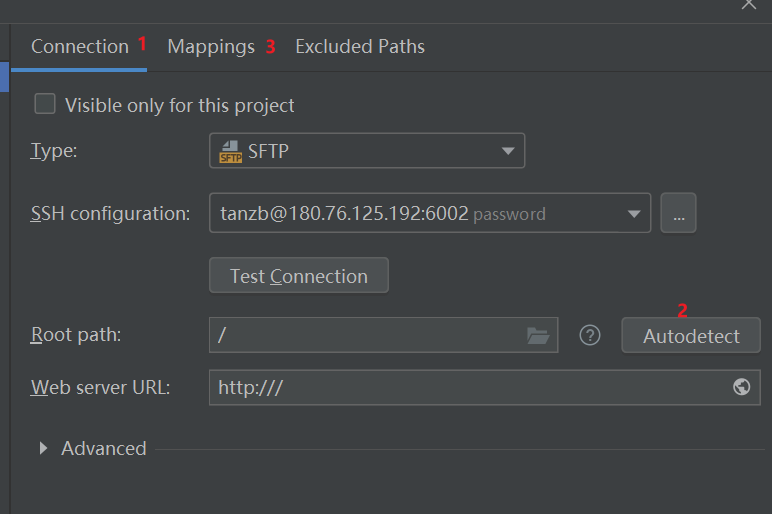 Connection 1 Mappings 3 Excluded Paths
Visible only for this project
Type: SFTP SFTP
SSH configuration: tanzb@180.76.125.192:6002 password ...
Test Connection
2
Root path: / ? Autodetect
Web server URL: http:///
Advanced